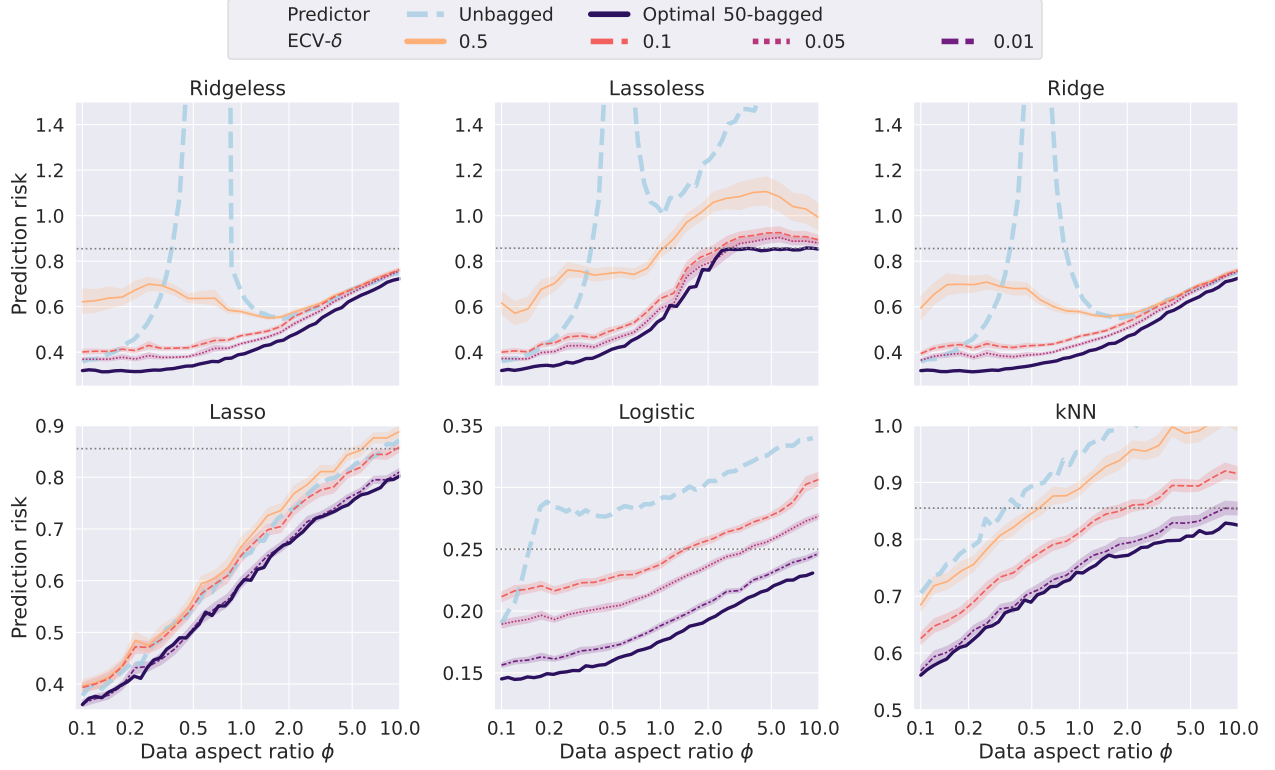 Predictor Unbagged Optimal 50-bagged
ECV-δ 0.5 0.1 0.05 0.01
Ridgeless Lassoless Ridge
Prediction risk
1.4 1.2 1.0 0.8 0.6 0.4
1.4 1.2 1.0 0.8 0.6 0.4
1.4 1.2 1.0 0.8 0.6 0.4
Lasso Logistic kNN
Prediction risk
0.9 0.8 0.7 0.6 0.5 0.4
0.35 0.30 0.25 0.20 0.15
1.0 0.9 0.8 0.7 0.6 0.5
0.1 0.2 0.5 1.0 2.0 5.0 10.0
0.1 0.2 0.5 1.0 2.0 5.0 10.0
0.1 0.2 0.5 1.0 2.0 5.0 10.0
Data aspect ratio ϕ
Data aspect ratio ϕ
Data aspect ratio ϕ